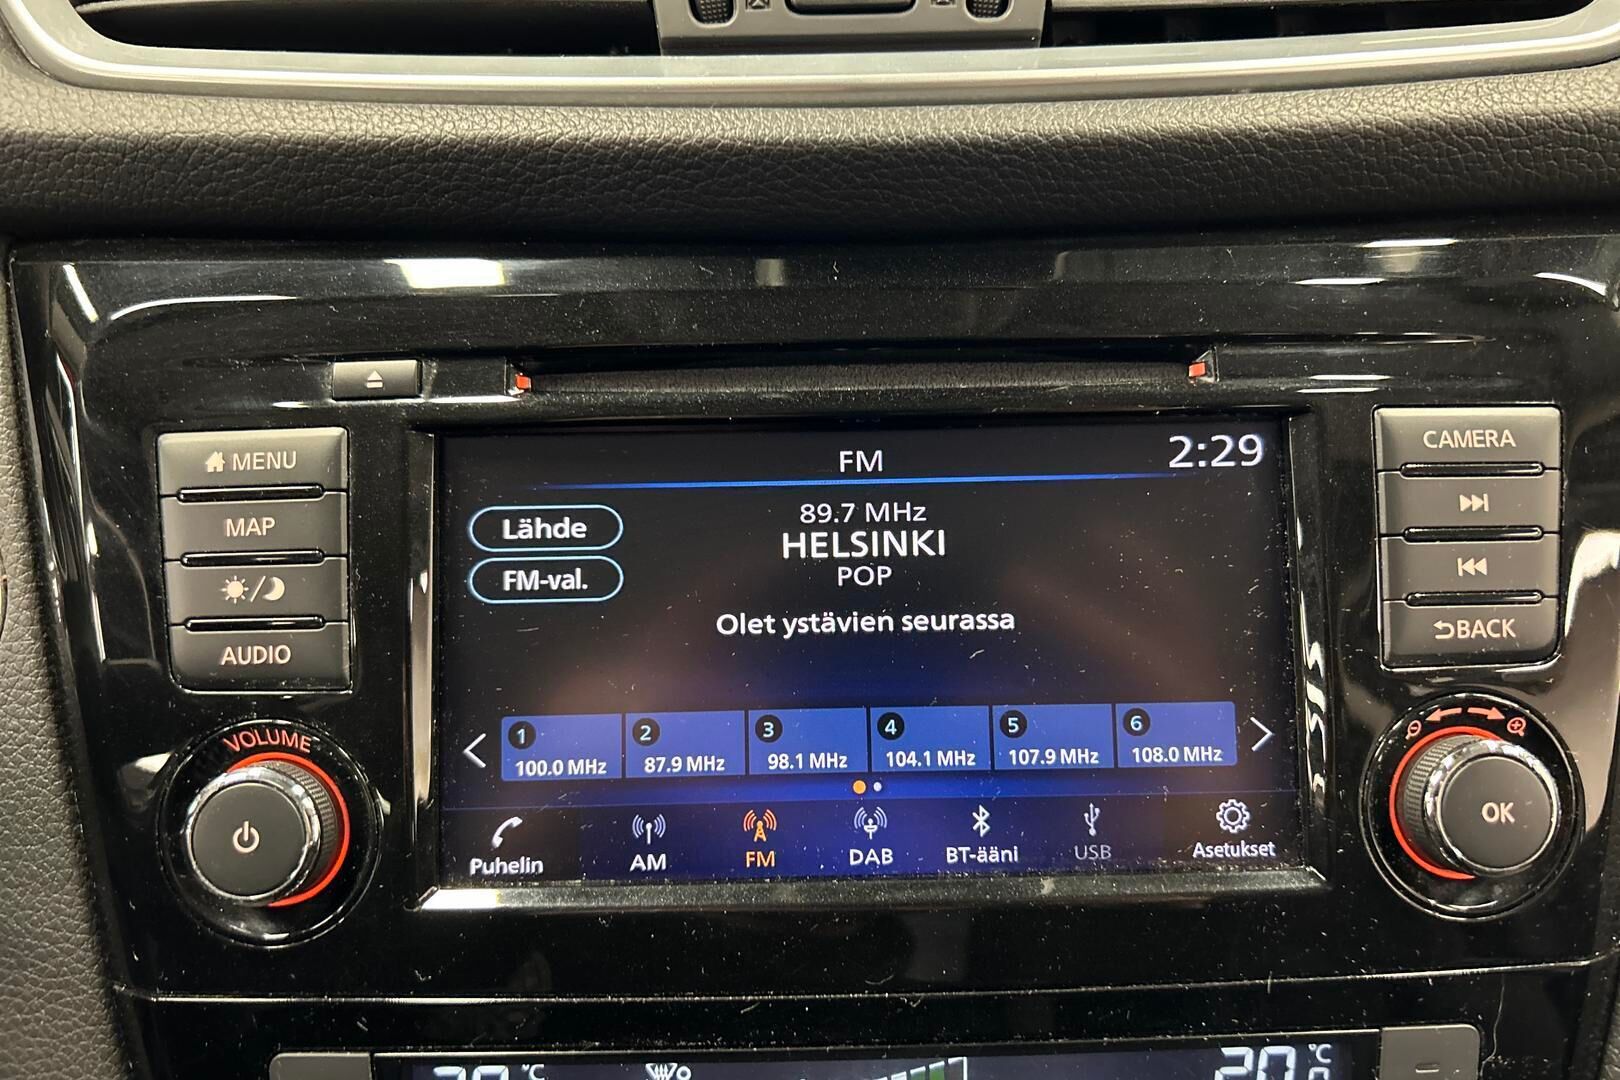 MENU
MAP
AUDIO
VOLUME
FM
2:29
Lähde
FM-val.
89.7 MHz
HELSINKI
POP
Olet ystävien seurassa
1
100.0 MHz
2
87.9 MHz
3
98.1 MHz
4
104.1 MHz
5
107.9 MHz
6
108.0 MHz
Puhelin
AM
FM
DAB
BT-ääni
USB
Asetukset
CAMERA
BACK
OK
°C
20 °C